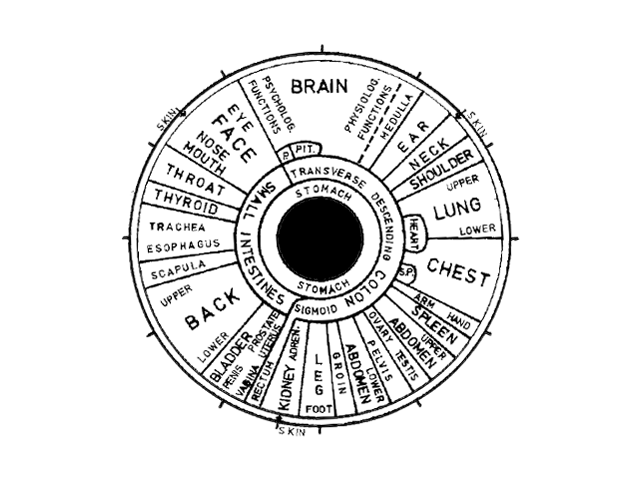 BRAIN
PSYCHOLOG.
FUNCTIONS
PHYSIOLOG.
FUNCTIONS
MEDULLA
SKIN
EAR
NECK
SHOULDER
UPPER
LUNG
LOWER
HEART
CHEST
S.P.
ARM
HAND
SPLEEN
UPPER
ABDOMEN
OVARY TESTIS
PELVIS
LOWER
ABDOMEN
GROIN
LEG
FOOT
ADREN.
KIDNEY
SKIN
RECTUM
UTERUS
VAGINA
PROSTATE
PENIS
BLADDER
LOWER
BACK
UPPER
SCAPULA
ESOPHAGUS
TRACHEA
THYROID
THROAT
MOUTH
NOSE
FACE
EYE
SKIN
P.
PIT.
TRANSVERSE
DESCENDING
COLON
SIGMOID
SMALL INTESTINES
STOMACH
STOMACH